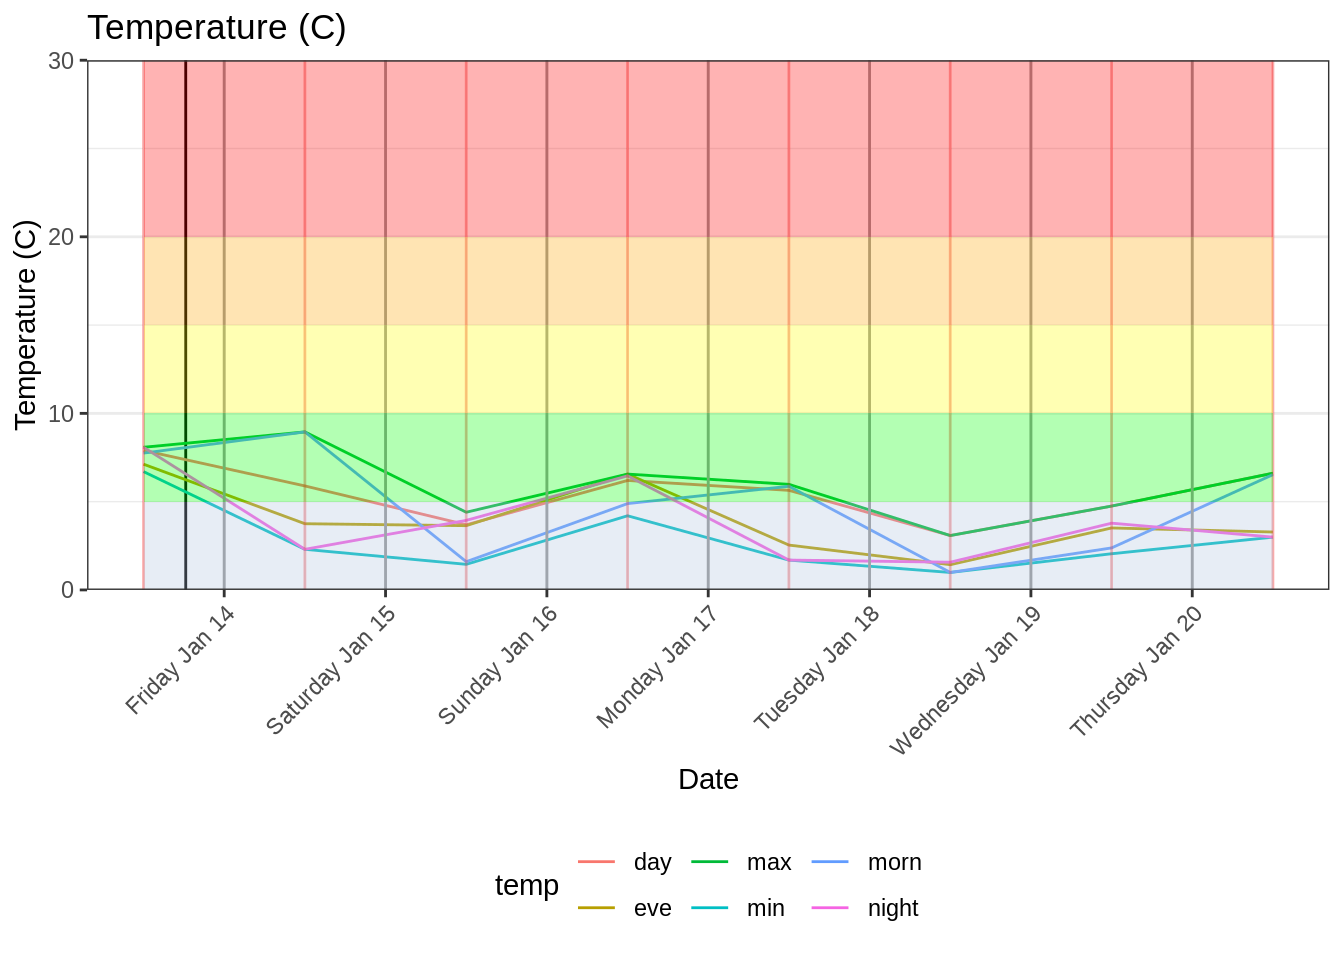 Temperature (C)
Temperature (C)
30
20
10
0
Friday Jan 14
Saturday Jan 15
Sunday Jan 16
Monday Jan 17
Tuesday Jan 18
Wednesday Jan 19
Thursday Jan 20
Date
temp
day
max
morn
eve
min
night